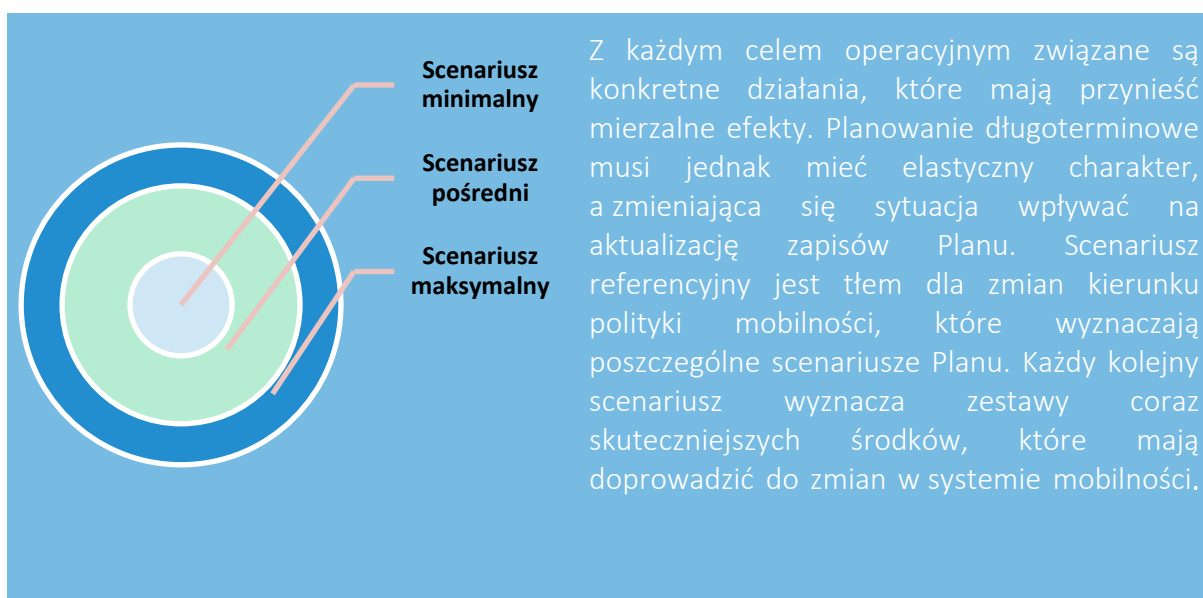 Scenariusz
minimalny
Scenariusz
pośredni
Scenariusz
maksymalny
Z każdym celem operacyjnym związane są
konkretne działania, które mają przynieść
mierzalne efekty. Planowanie długoterminowe
musi jednak mieć elastyczny charakter,
a zmieniająca się sytuacja wpływać na
aktualizację zapisów Planu. Scenariusz
referencyjny jest tłem dla zmian kierunku
polityki mobilności, które wyznaczają
poszczególne scenariusze Planu. Każdy kolejny
scenariusz wyznacza zestawy coraz
skuteczniejszych środków, które mają
doprowadzić do zmian w systemie mobilności.